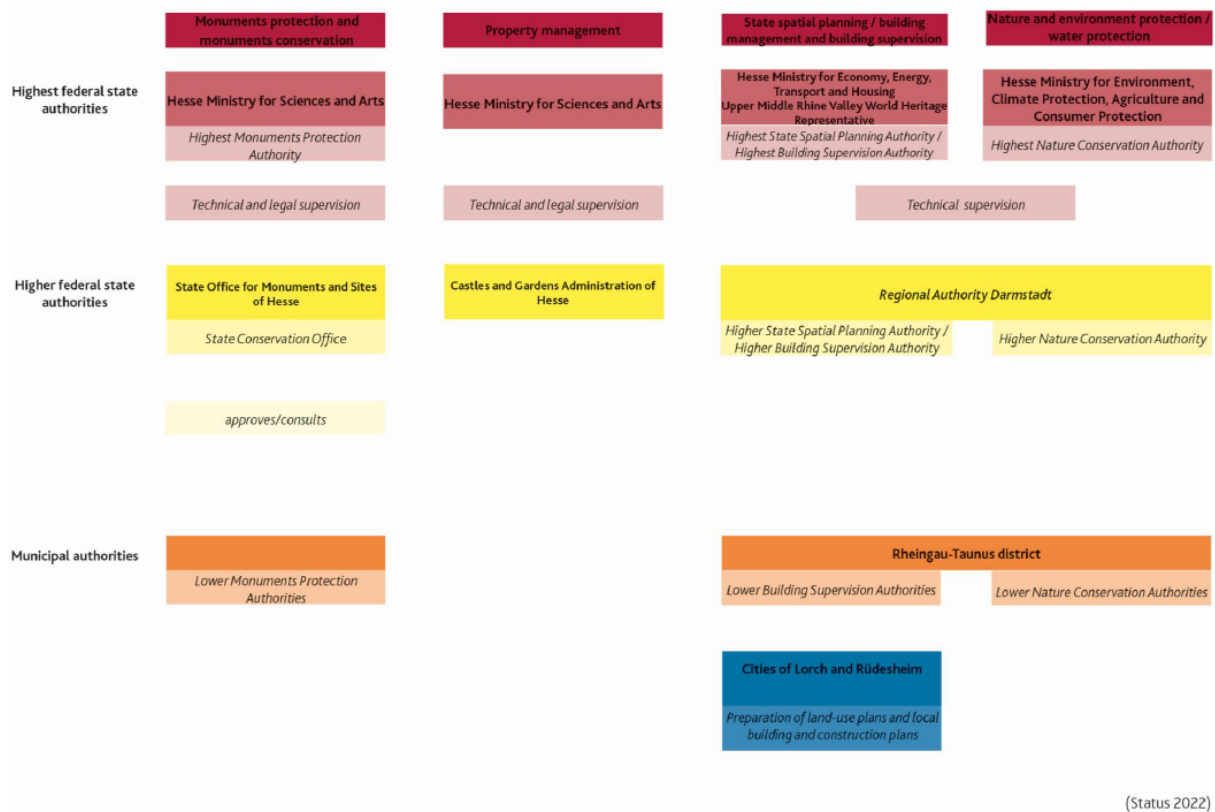 Monuments protection and
monuments conservation
Property management
State spatial planning / building
management and building supervision
Nature and environment protection /
water protection
Highest federal state
authorities
Hesse Ministry for Sciences and Arts
Highest Monuments Protection
Authority
Hesse Ministry for Sciences and Arts
Hesse Ministry for Economy, Energy,
Transport and Housing
Upper Middle Rhine Valley World Heritage
Representative
Highest State Spatial Planning Authority /
Highest Building Supervision Authority
Hesse Ministry for Environment,
Climate Protection, Agriculture and
Consumer Protection
Highest Nature Conservation Authority
Technical and legal supervision
Technical and legal supervision
Technical supervision
Higher federal state
authorities
State Office for Monuments and Sites
of Hesse
State Conservation Office
Castles and Gardens Administration of
Hesse
Regional Authority Darmstadt
Higher State Spatial Planning Authority /
Higher Building Supervision Authority
Higher Nature Conservation Authority
approves/consults
Municipal authorities
Lower Monuments Protection
Authorities
Rheingau-Taunus district
Lower Building Supervision Authorities
Lower Nature Conservation Authorities
Cities of Lorch and Rüdesheim
Preparation of land-use plans and local
building and construction plans
(Status 2022)